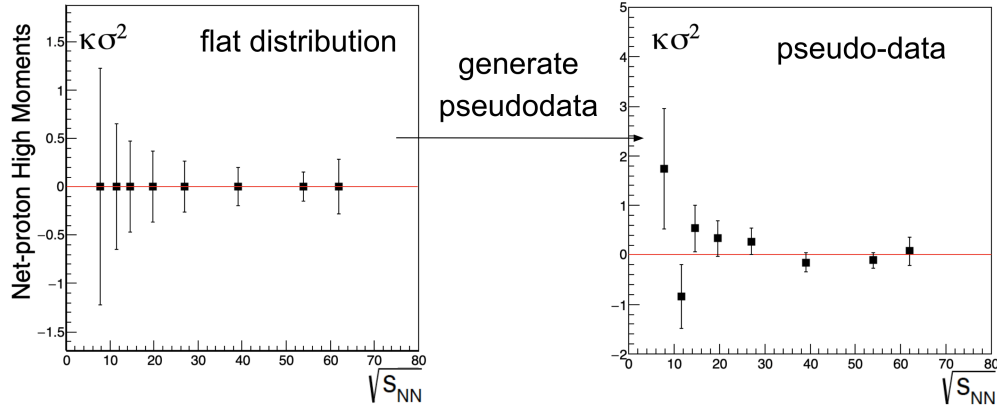 Net-proton High Moments
κσ²
flat distribution
1.5
1
0.5
0
−0.5
−1
−1.5
0 10 20 30 40 50 60 70 80
√s_NN
generate
pseudodata
κσ²
pseudo-data
5
4
3
2
1
0
−1
−2
0 10 20 30 40 50 60 70 80
√s_NN